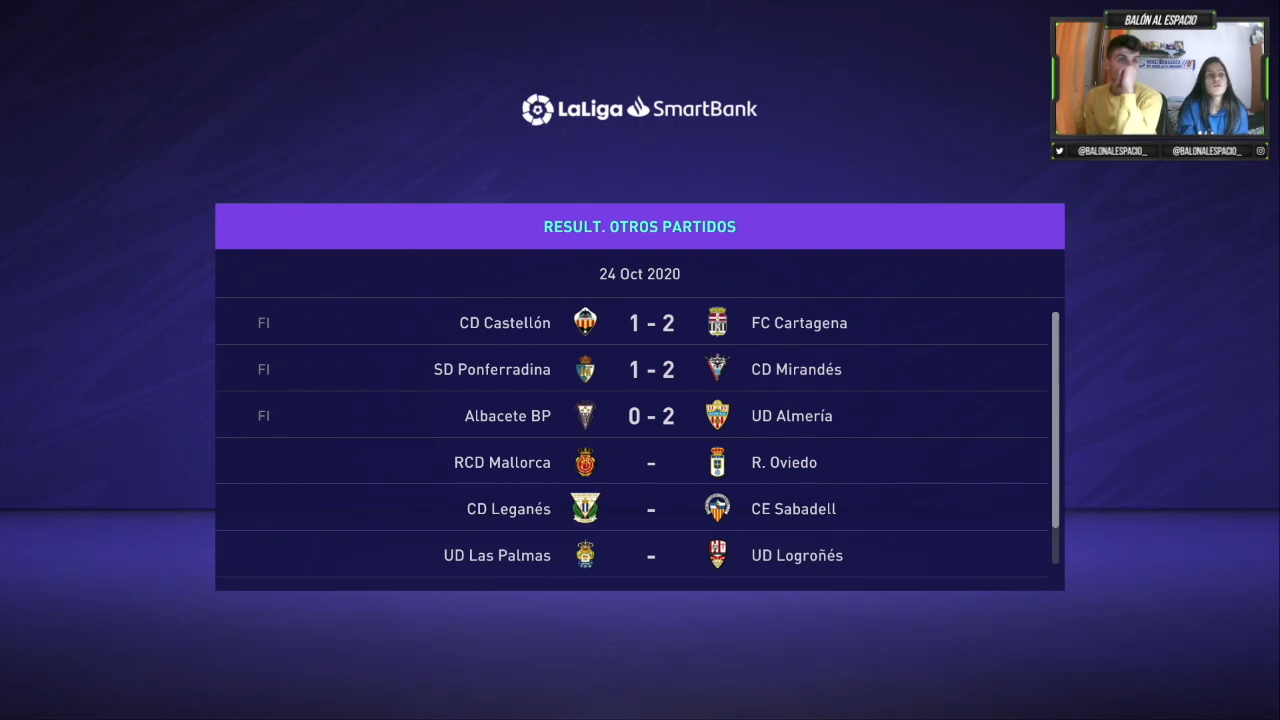 BALÓN AL ESPACIO
@BALONALESPACIO_ @BALONALESPACIO_
LaLiga SmartBank
RESULT. OTROS PARTIDOS
24 Oct 2020
FI CD Castellón 1 - 2 FC Cartagena
FI SD Ponferradina 1 - 2 CD Mirandés
FI Albacete BP 0 - 2 UD Almería
RCD Mallorca - R. Oviedo
CD Leganés - CE Sabadell
UD Las Palmas - UD Logroñés